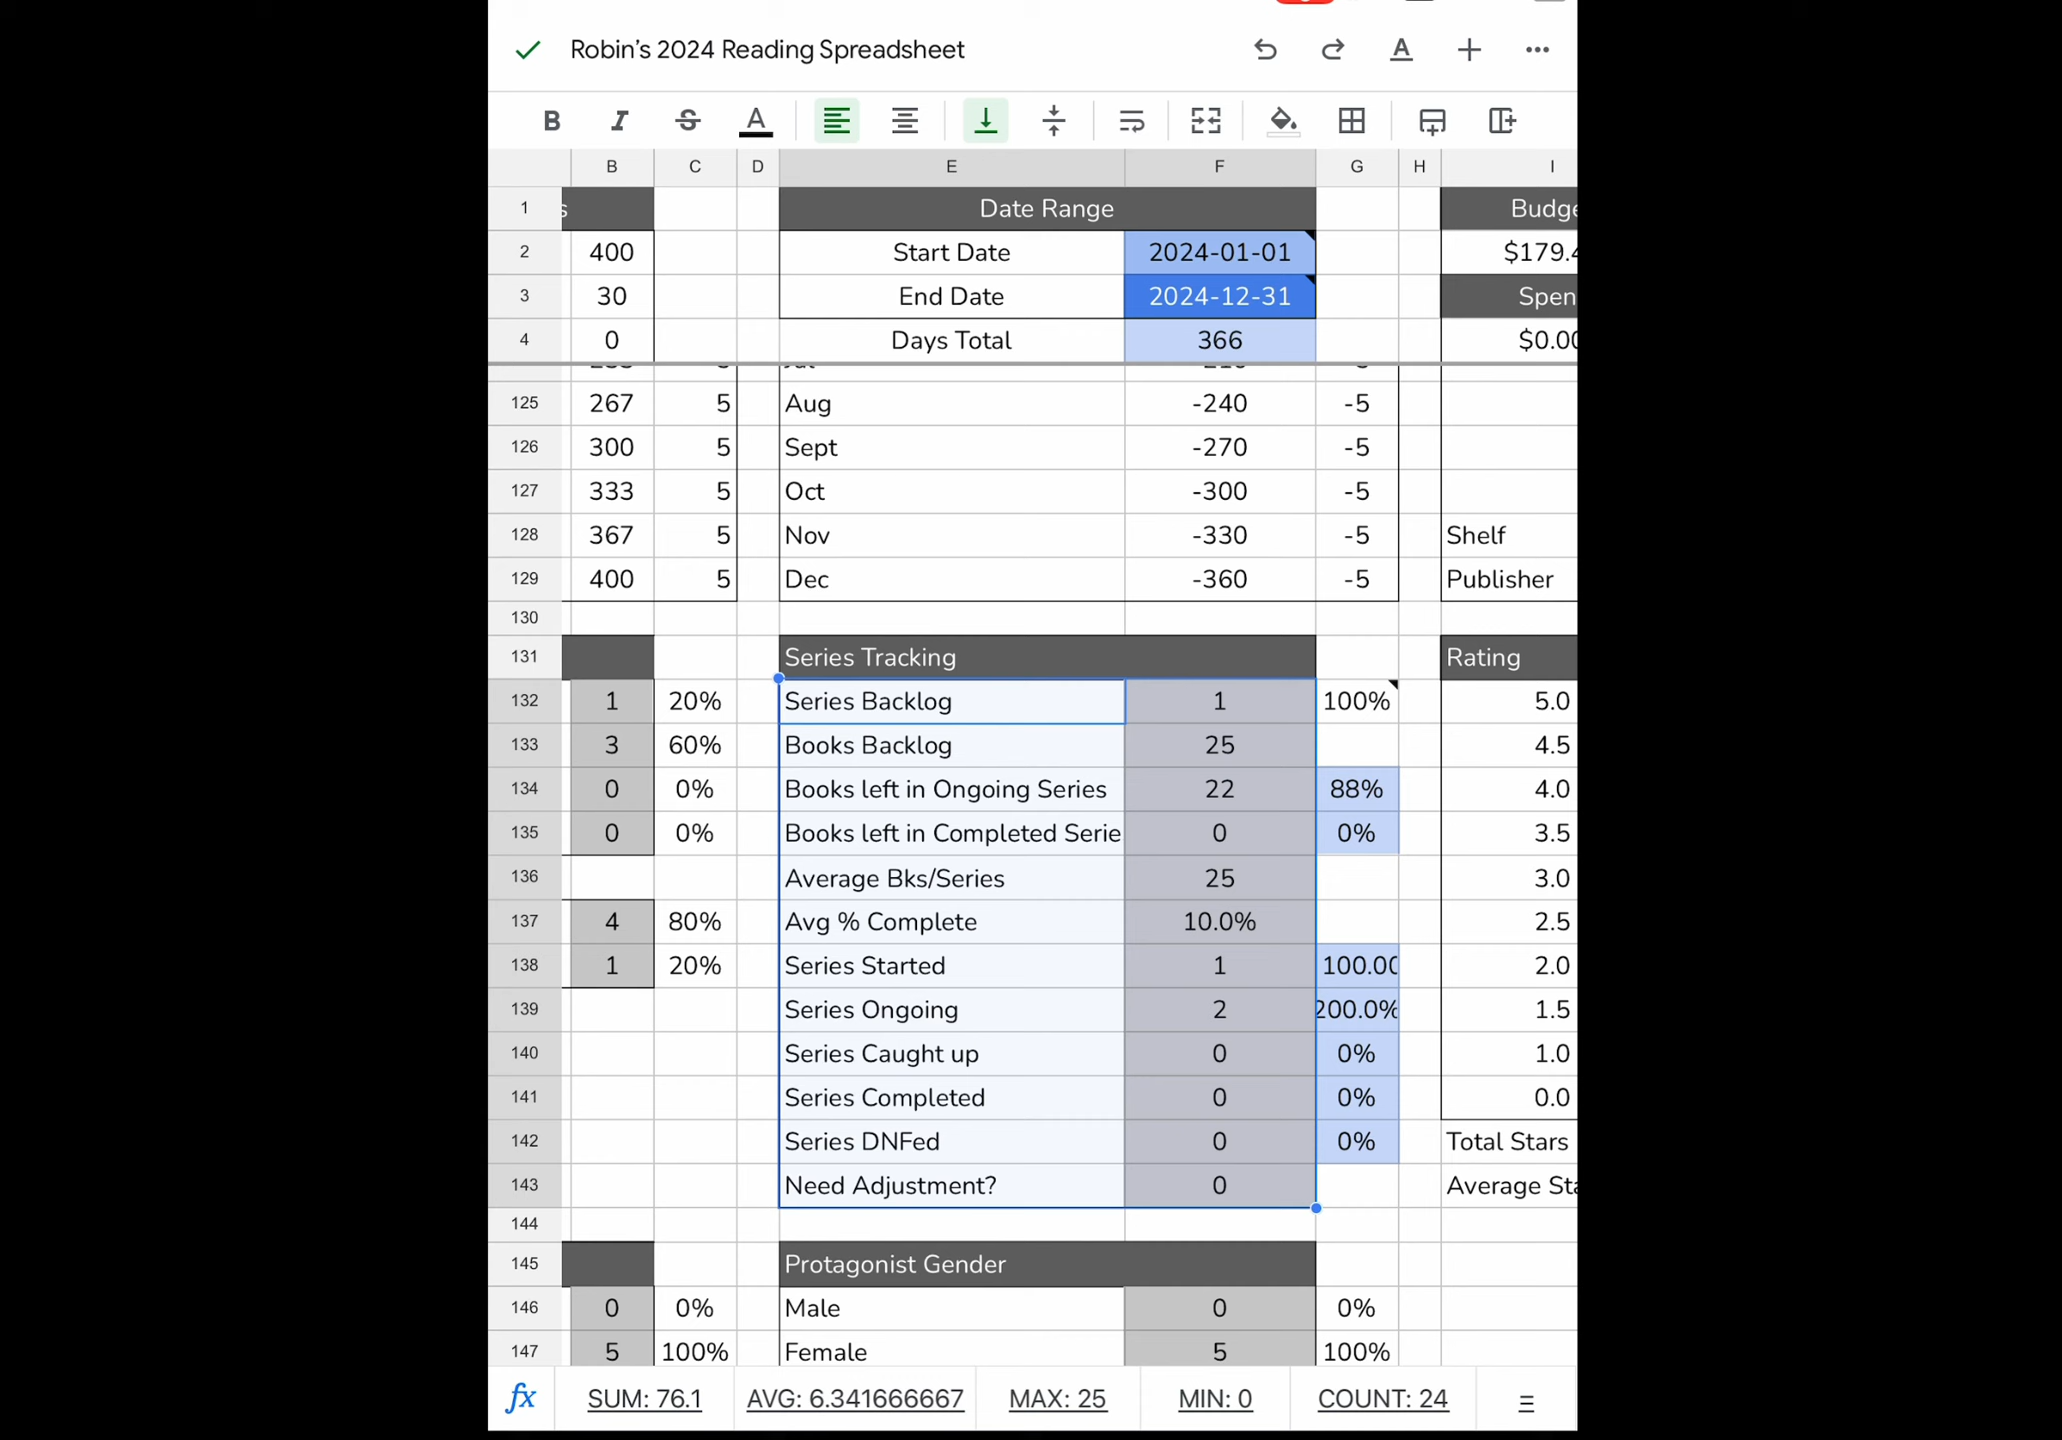 Robin’s 2024 Reading Spreadsheet
B I S A
B C D E F G H I
1 s Date Range Budge
2 400 Start Date 2024-01-01 $179.4
3 30 End Date 2024-12-31 Spen
4 0 Days Total 366 $0.00
125 267 5 Aug -240 -5
126 300 5 Sept -270 -5
127 333 5 Oct -300 -5
128 367 5 Nov -330 -5 Shelf
129 400 5 Dec -360 -5 Publisher
130
131 Series Tracking Rating
132 1 20% Series Backlog 1 100% 5.0
133 3 60% Books Backlog 25 4.5
134 0 0% Books left in Ongoing Series 22 88% 4.0
135 0 0% Books left in Completed Serie 0 0% 3.5
136 Average Bks/Series 25 3.0
137 4 80% Avg % Complete 10.0% 2.5
138 1 20% Series Started 1 100.00 2.0
139 Series Ongoing 2 200.0% 1.5
140 Series Caught up 0 0% 1.0
141 Series Completed 0 0% 0.0
142 Series DNFed 0 0% Total Stars
143 Need Adjustment? 0 Average Sta
144
145 Protagonist Gender
146 0 0% Male 0 0%
147 5 100% Female 5 100%
fx SUM: 76.1 AVG: 6.341666667 MAX: 25 MIN: 0 COUNT: 24 =